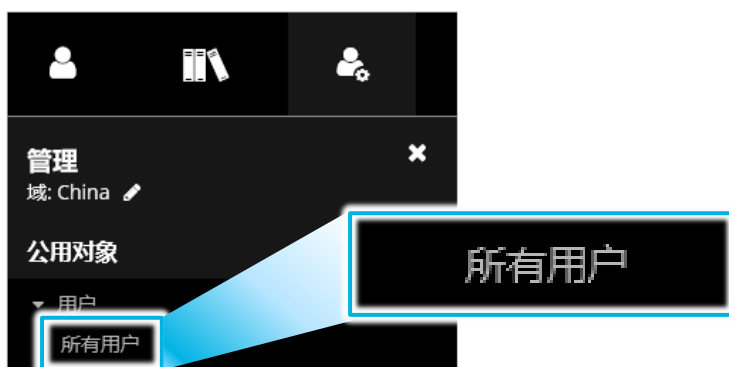 管理
域: China
公用对象
用户
所有用户
所有用户